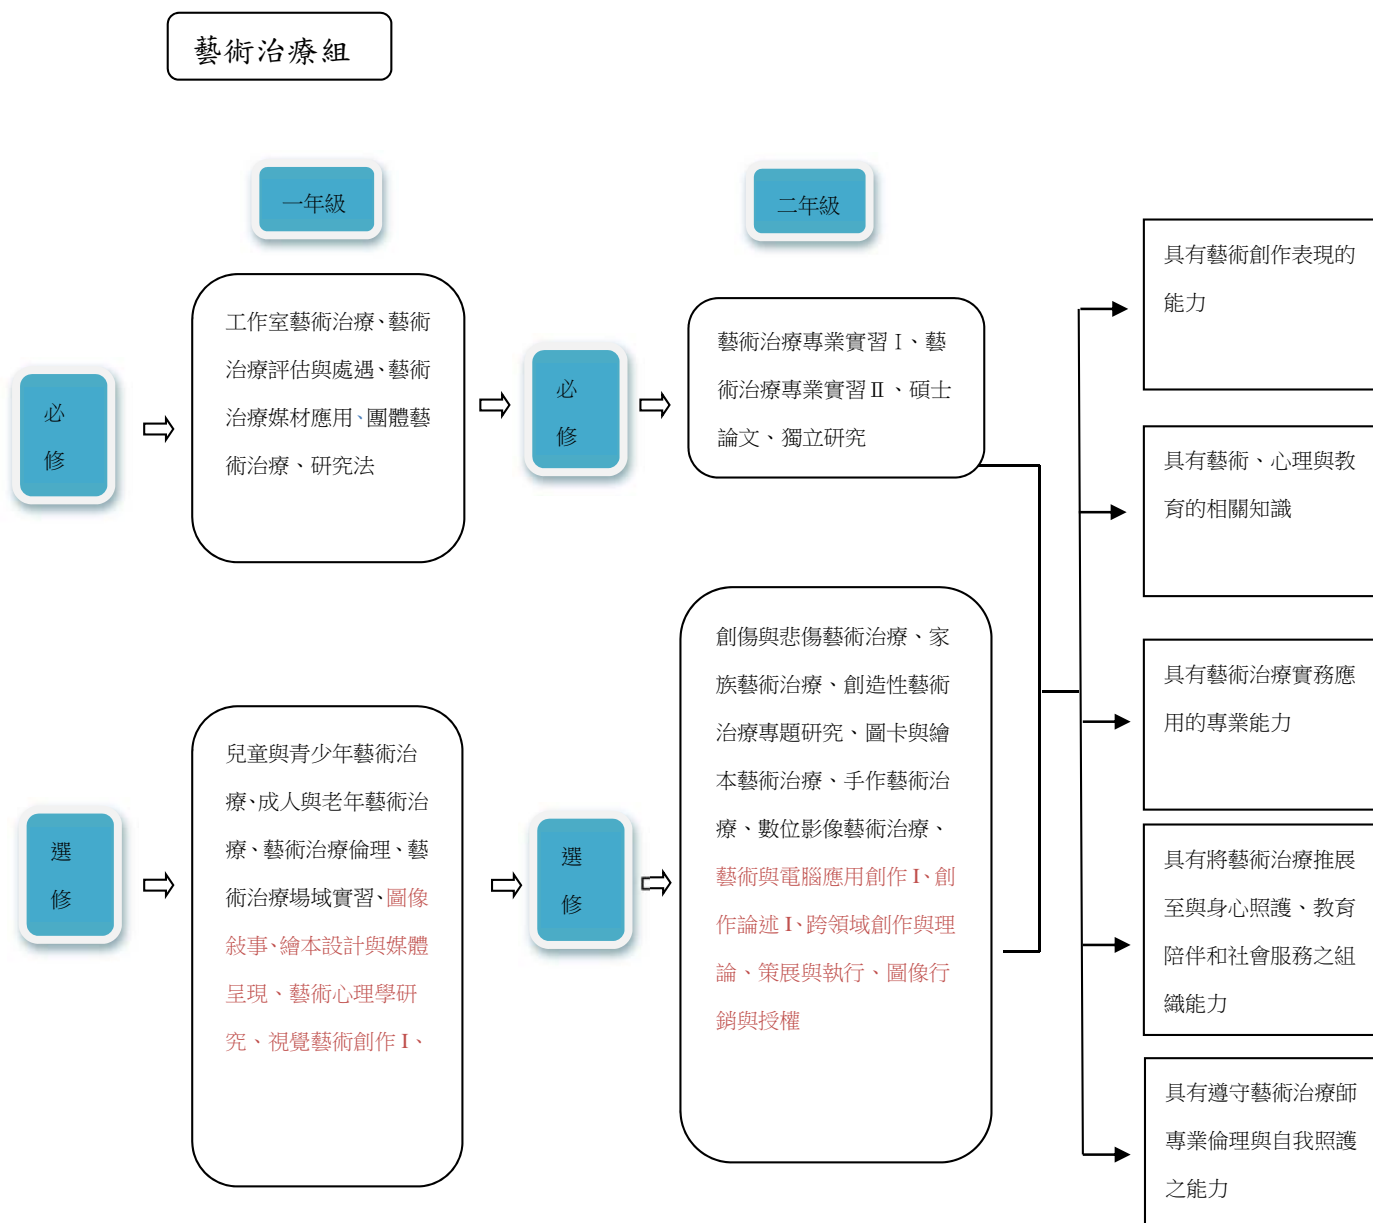 藝術治療組
一年級
二年級
必
修
工作室藝術治療、藝術
治療評估與處遇、藝術
治療媒材應用、團體藝
術治療、研究法
必
修
藝術治療專業實習 I、藝
術治療專業實習 II、碩士
論文、獨立研究
選
修
兒童與青少年藝術治
療、成人與老年藝術治
療、藝術治療倫理、藝
術治療場域實習、圖像
敍事、繪本設計與媒體
呈現、藝術心理學研
究、視覺藝術創作 I、
選
修
創傷與悲傷藝術治療、家
族藝術治療、創造性藝術
治療專題研究、圖卡與繪
本藝術治療、手作藝術治
療、數位影像藝術治療、
藝術與電腦應用創作 I、創
作論述 I、跨領域創作與理
論、策展與執行、圖像行
銷與授權
具有藝術創作表現的
能力
具有藝術、心理與教
育的相關知識
具有藝術治療實務應
用的專業能力
具有將藝術治療推展
至與身心照護、教育
陪伴和社會服務之組
織能力
具有遵守藝術治療師
專業倫理與自我照護
之能力